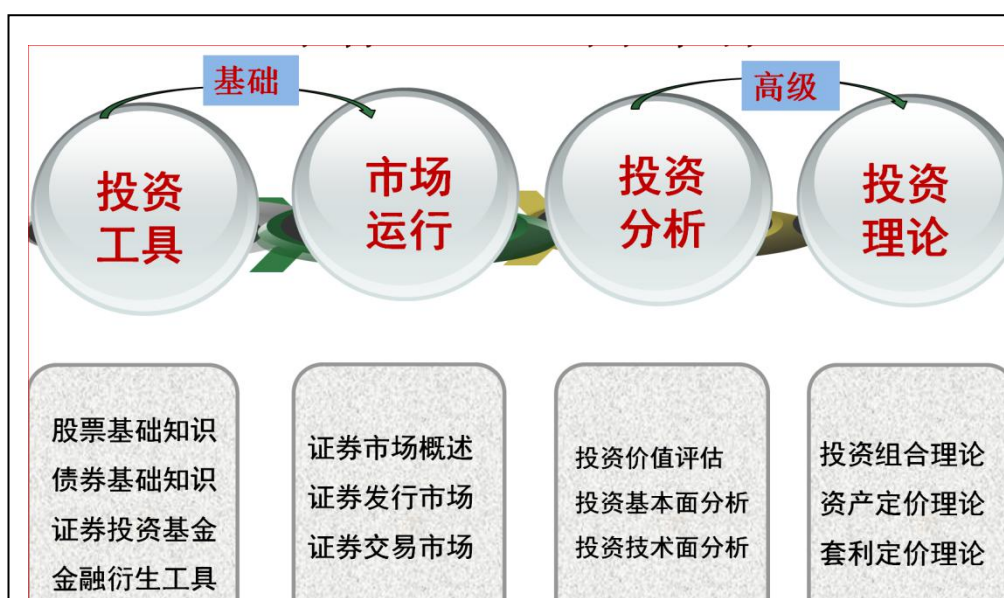 基础
高级
投资
工具
市场
运行
投资
分析
投资
理论
股票基础知识
债券基础知识
证券投资基金
金融衍生工具
证券市场概述
证券发行市场
证券交易市场
投资价值评估
投资基本面分析
投资技术面分析
投资组合理论
资产定价理论
套利定价理论